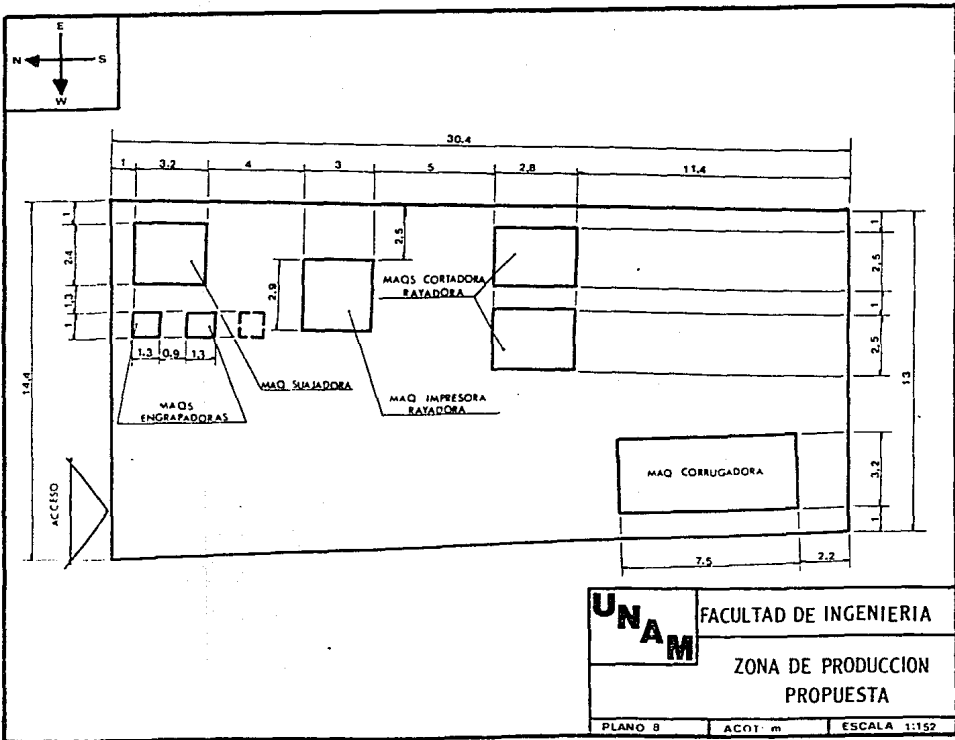 E
N S
W
30.4
1 3.2 4 3 5 2.8 11.4
1
2.4
1.3
1
14.4
2.5
2.9
1
2.5
1
2.5
13
3.2
1
1.3 0.9 1.3
MAQS CORTADORA
RAYADORA
MAQ SUAJADORA
MAQS
ENGRAPADORAS
MAQ IMPRESORA
RAYADORA
MAQ CORRUGADORA
ACCESO
7.5 2.2
UNAM
FACULTAD DE INGENIERIA
ZONA DE PRODUCCION
PROPUESTA
PLANO 8 ACOT: m ESCALA 1:152